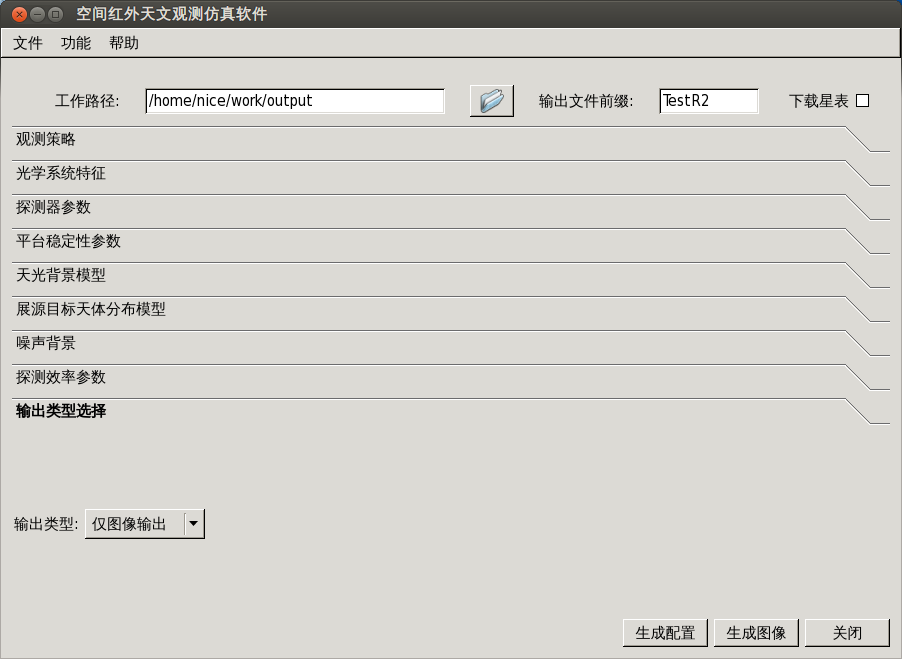 空间红外天文观测仿真软件
文件 功能 帮助
工作路径: /home/nice/work/output 输出文件前缀: TestR2 下载星表
观测策略
光学系统特征
探测器参数
平台稳定性参数
天光背景模型
展源目标天体分布模型
噪声背景
探测效率参数
输出类型选择
输出类型: 仅图像输出
生成配置 生成图像 关闭